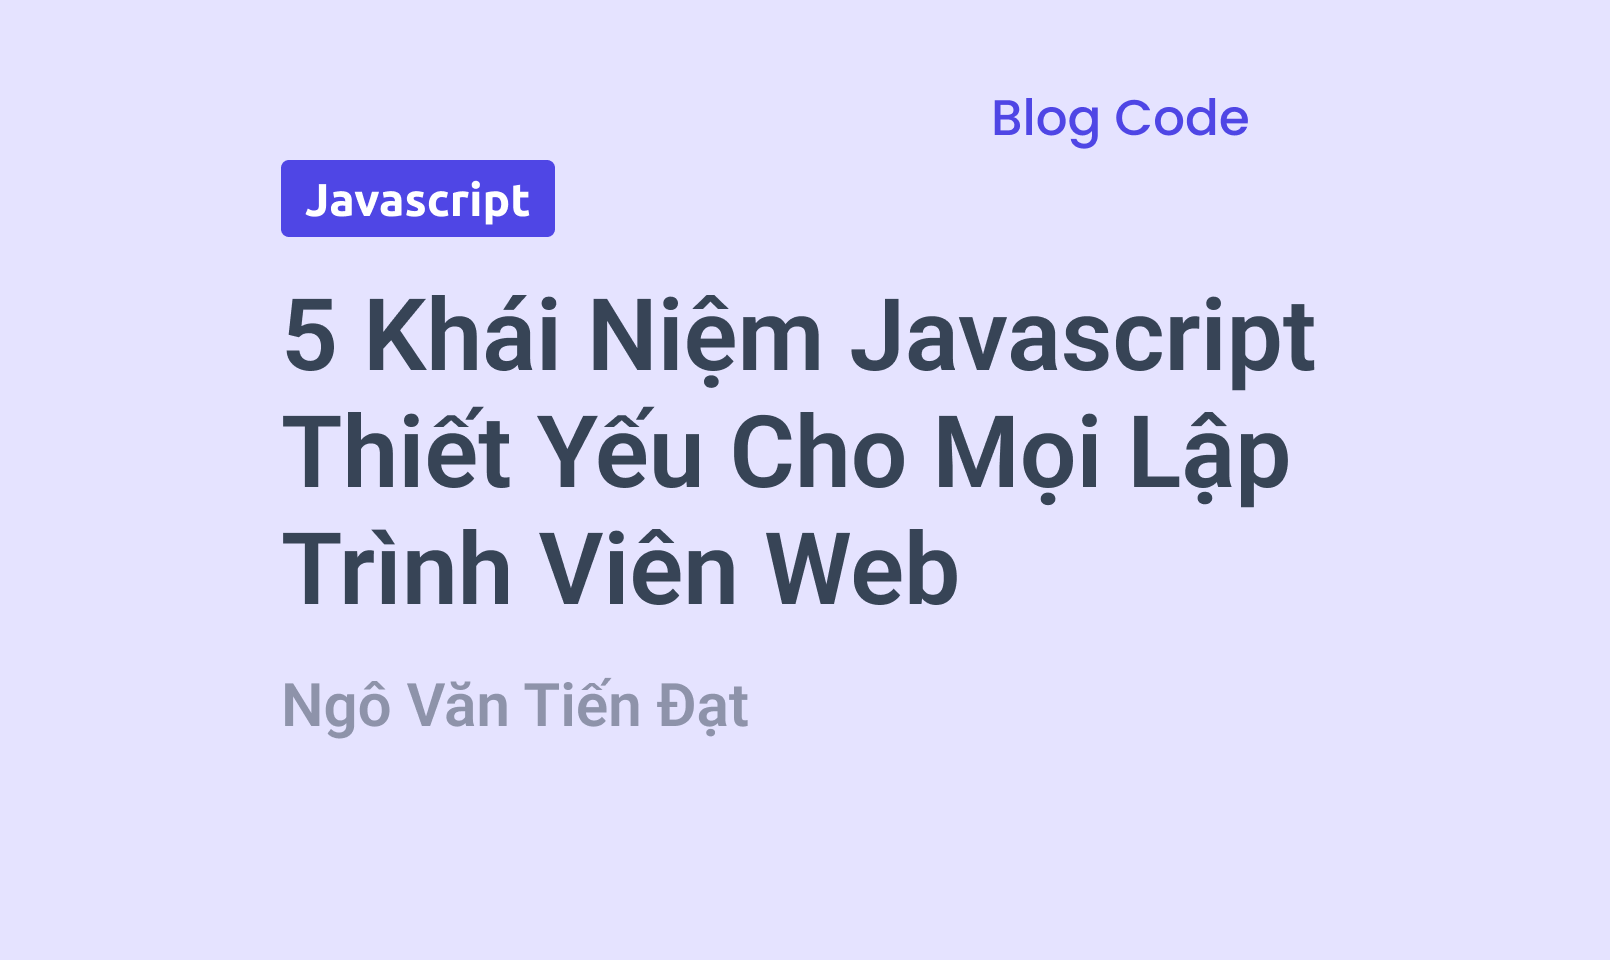 Blog Code
Javascript
5 Khái Niệm Javascript
Thiết Yếu Cho Mọi Lập
Trình Viên Web
Ngô Văn Tiến Đạt